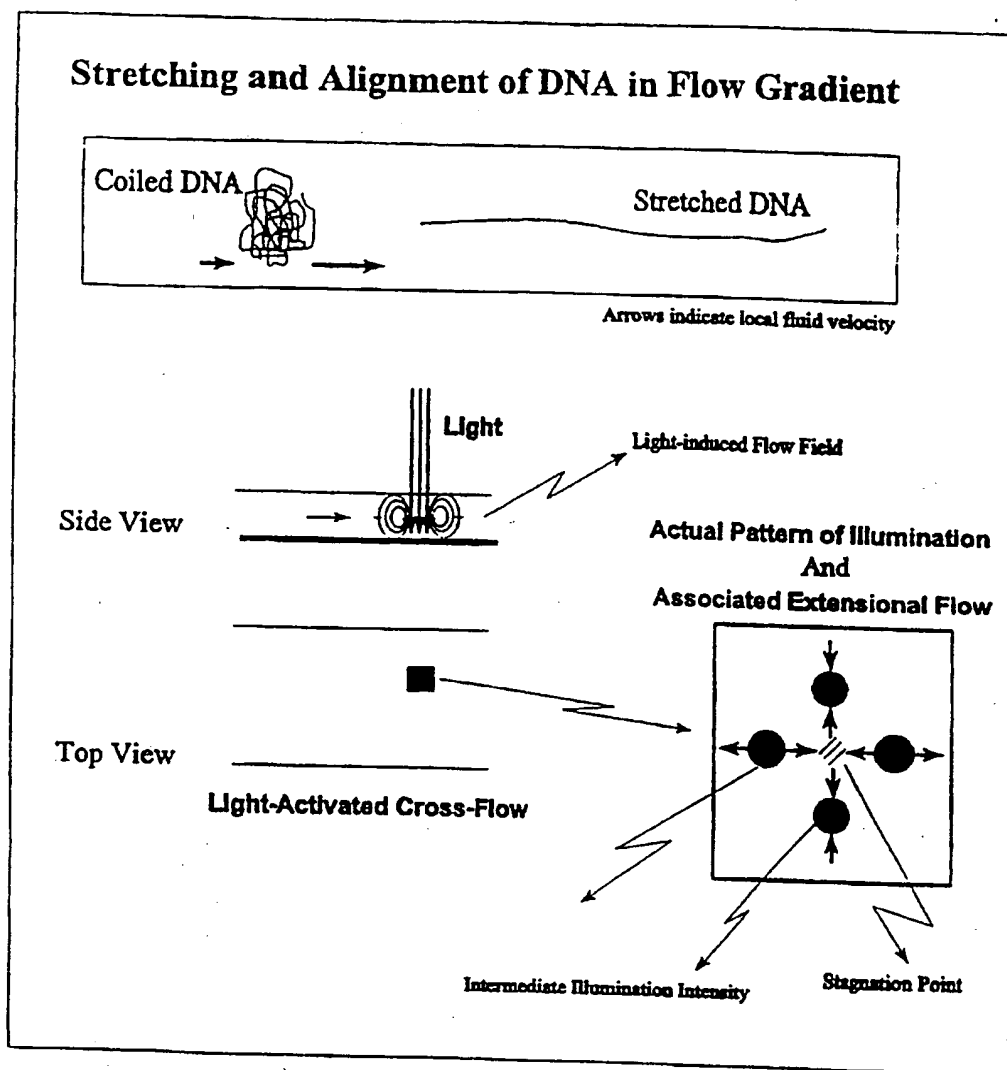 Stretching and Alignment of DNA in Flow Gradient
Coiled DNA
Stretched DNA
Arrows indicate local fluid velocity
Light
Light-induced Flow Field
Side View
Actual Pattern of Illumination
And
Associated Extensional Flow
Top View
Light-Activated Cross-Flow
Intermediate Illumination Intensity
Stagnation Point